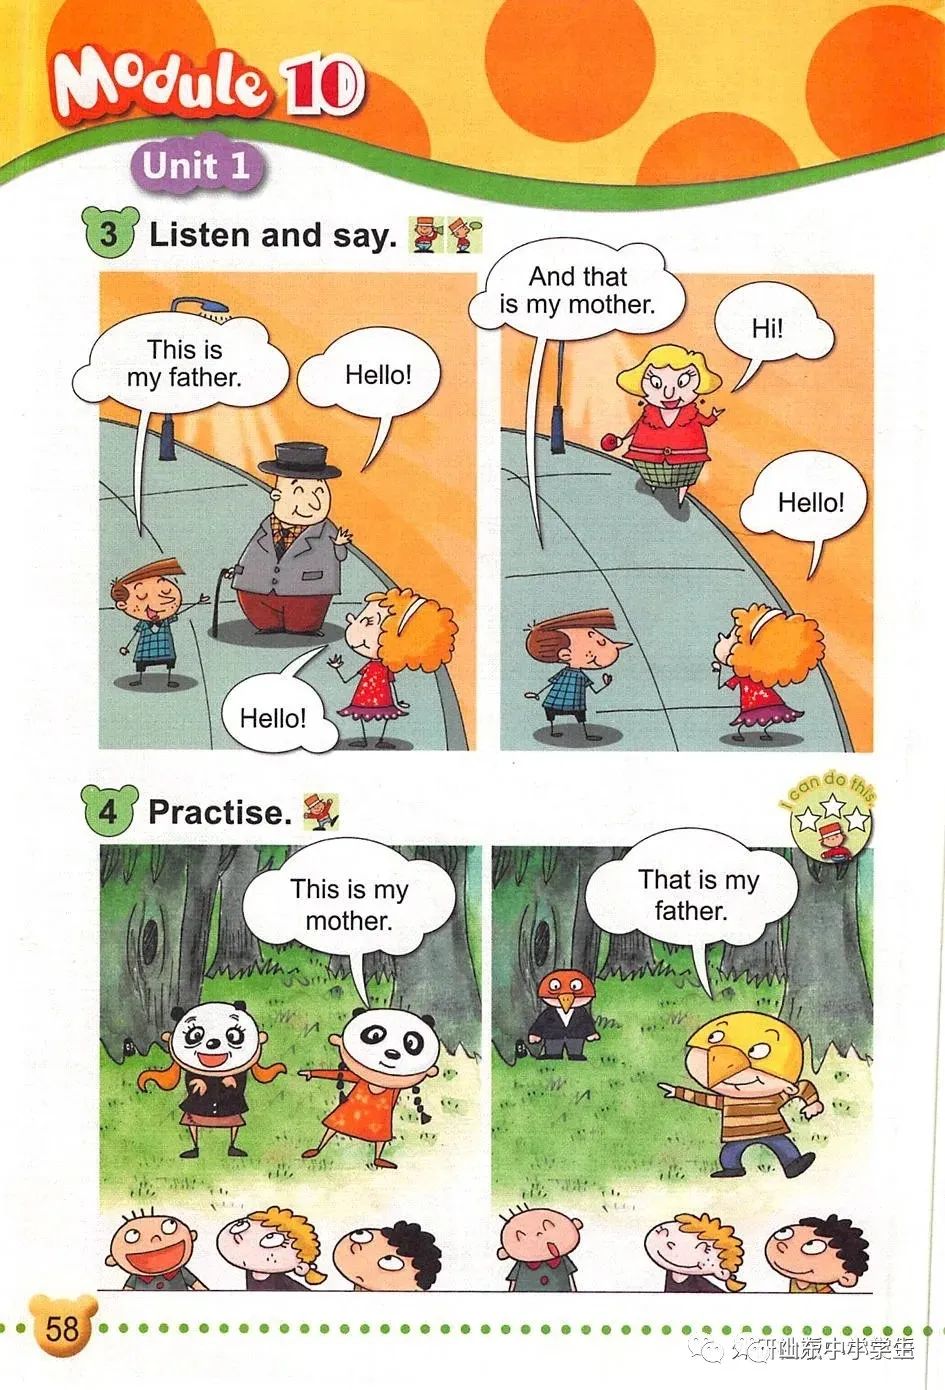 Module 10
Unit 1
3 Listen and say.
This is
my father.
Hello!
Hello!
And that
is my mother.
Hi!
Hello!
4 Practise.
I can do this.
This is my
mother.
That is my
father.
58